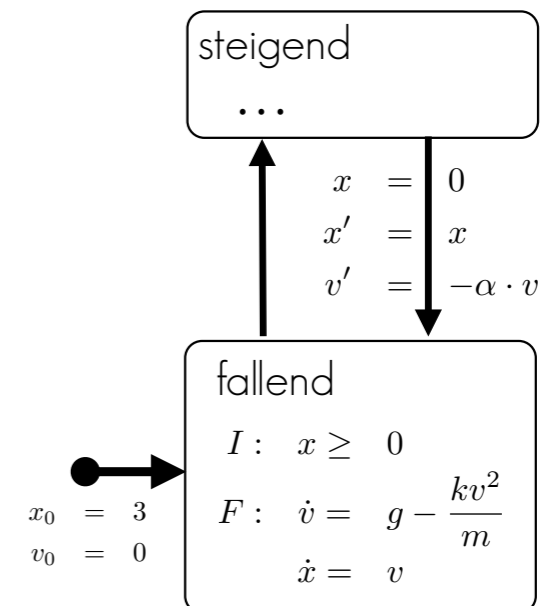 steigend
...
x = 0
x′ = x
v′ = −α · v
fallend
I : x ≥ 0
F : v̇ = g − kv²/m
ẋ = v
x₀ = 3
v₀ = 0